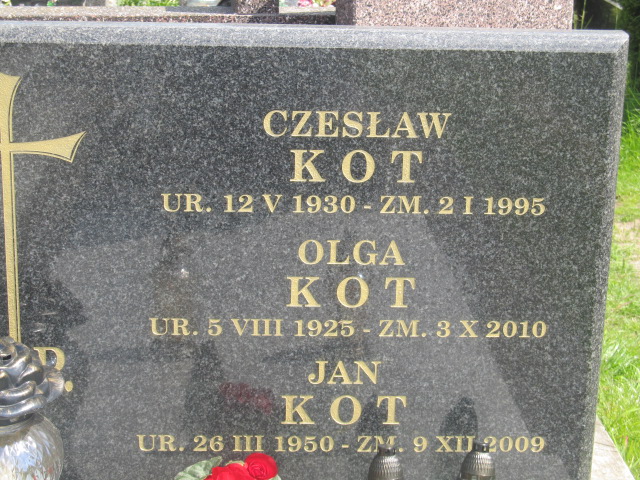 CZESŁAW
KOT
UR. 12 V 1930 - ZM. 2 I 1995
OLGA
KOT
UR. 5 VIII 1925 - ZM. 3 X 2010
P.
JAN
KOT
UR. 26 III 1950 - ZM. 9 XII 2009